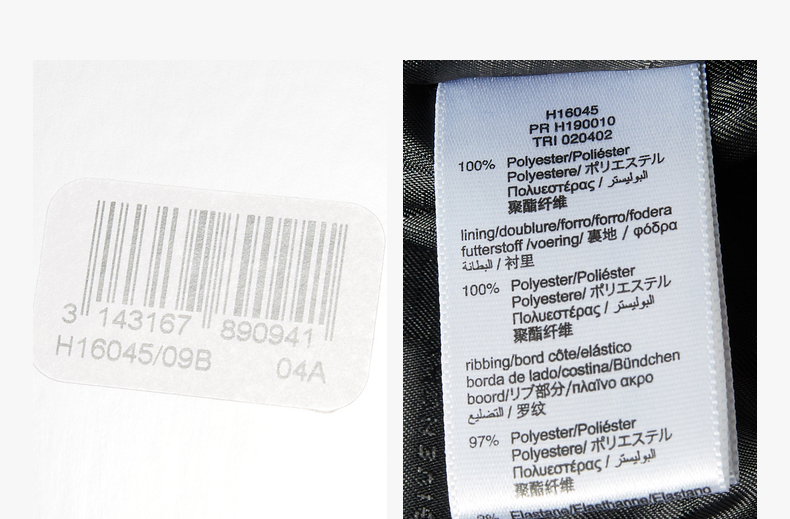 3 143167 890941
H16045/09B 04A
H16045
PR H190010
TRI 020402
100% Polyester/Poliéster
Polyestere/ ポリエステル
Πολυεστέρας / البوليستر
聚酯纤维
lining/doublure/forro/forro/fodera
futterstoff /voering/ 裏地 / φόδρα
البطانة / 衬里
100% Polyester/Poliéster
Polyestere/ ポリエステル
Πολυεστέρας / البوليستر
聚酯纤维
ribbing/bord côte/elástico
borda de lado/costina/Bündchen
boord/リブ部分/πλαϊνο ακρο
التضليع / 罗纹
97% Polyester/Poliéster
Polyestere/ ポリエステル
Πολυεστέρας / البوليستر
聚酯纤维
Elastane/Elasthanne/Elastano